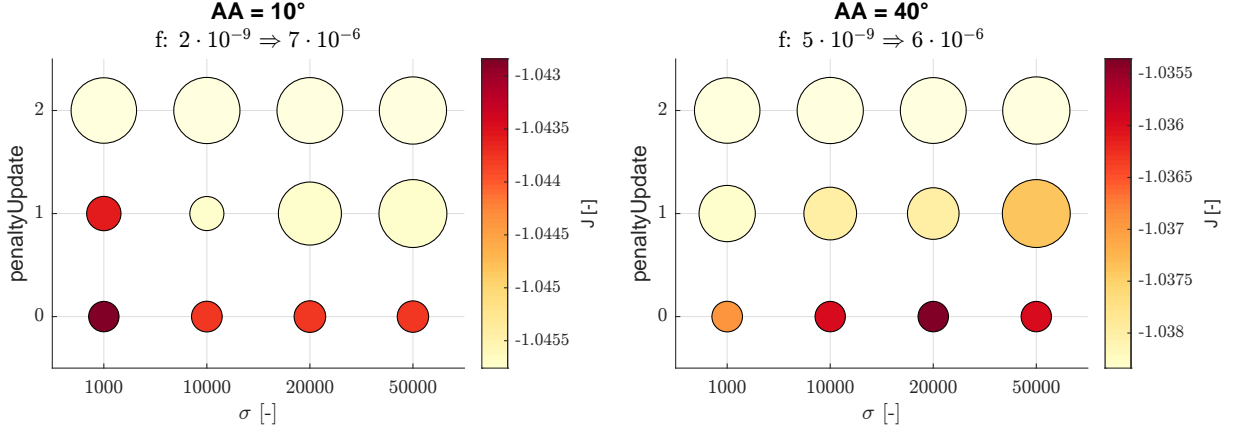 AA = 10°
f: 2 · 10⁻⁹ ⇒ 7 · 10⁻⁶
penaltyUpdate
2
1
0
1000 10000 20000 50000
σ [-]
-1.043
-1.0435
-1.044
-1.0445
-1.045
-1.0455
J [-]
AA = 40°
f: 5 · 10⁻⁹ ⇒ 6 · 10⁻⁶
penaltyUpdate
2
1
0
1000 10000 20000 50000
σ [-]
-1.0355
-1.036
-1.0365
-1.037
-1.0375
-1.038
J [-]